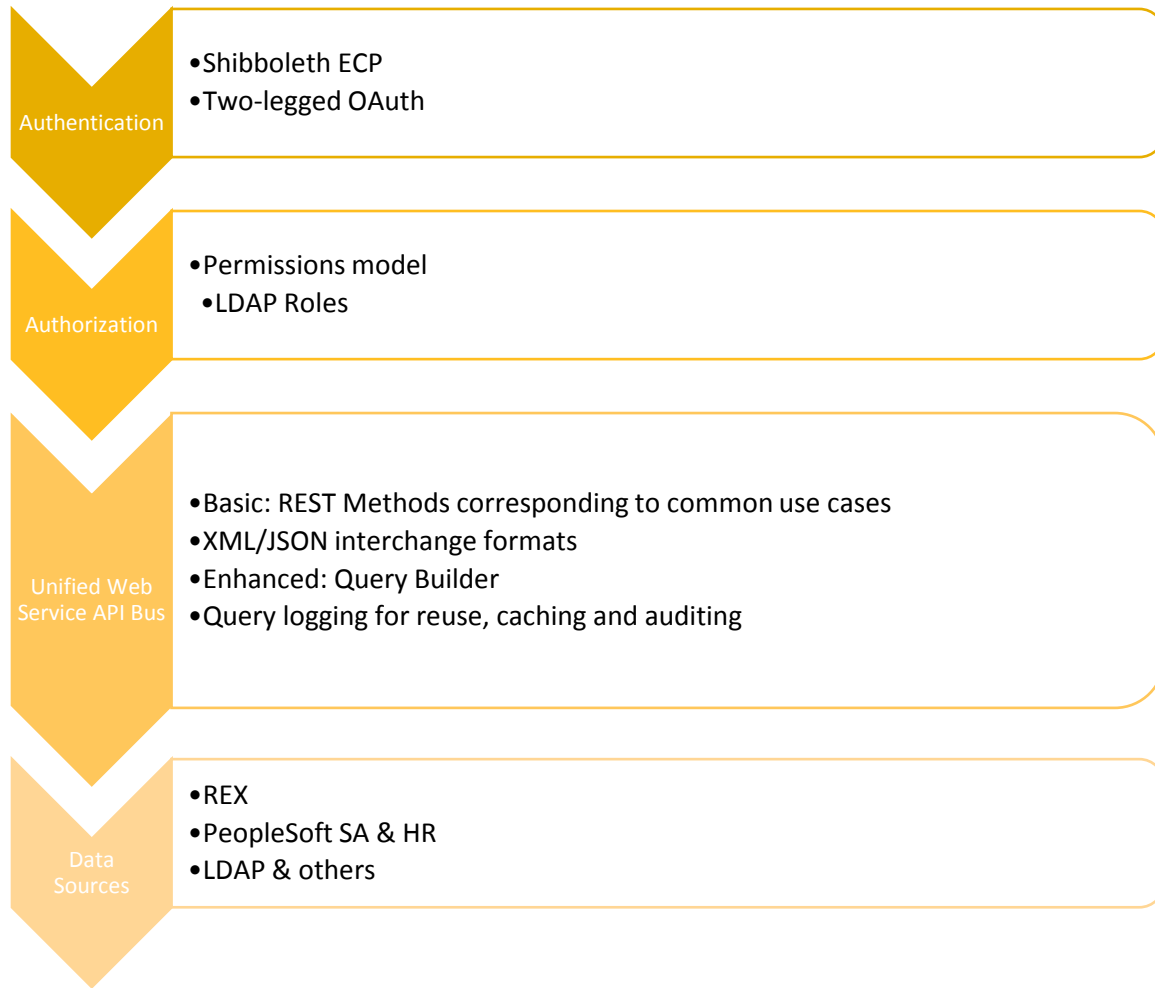 Authentication
•Shibboleth ECP
•Two-legged OAuth
Authorization
•Permissions model
•LDAP Roles
Unified Web
Service API Bus
•Basic: REST Methods corresponding to common use cases
•XML/JSON interchange formats
•Enhanced: Query Builder
•Query logging for reuse, caching and auditing
Data
Sources
•REX
•PeopleSoft SA & HR
•LDAP & others